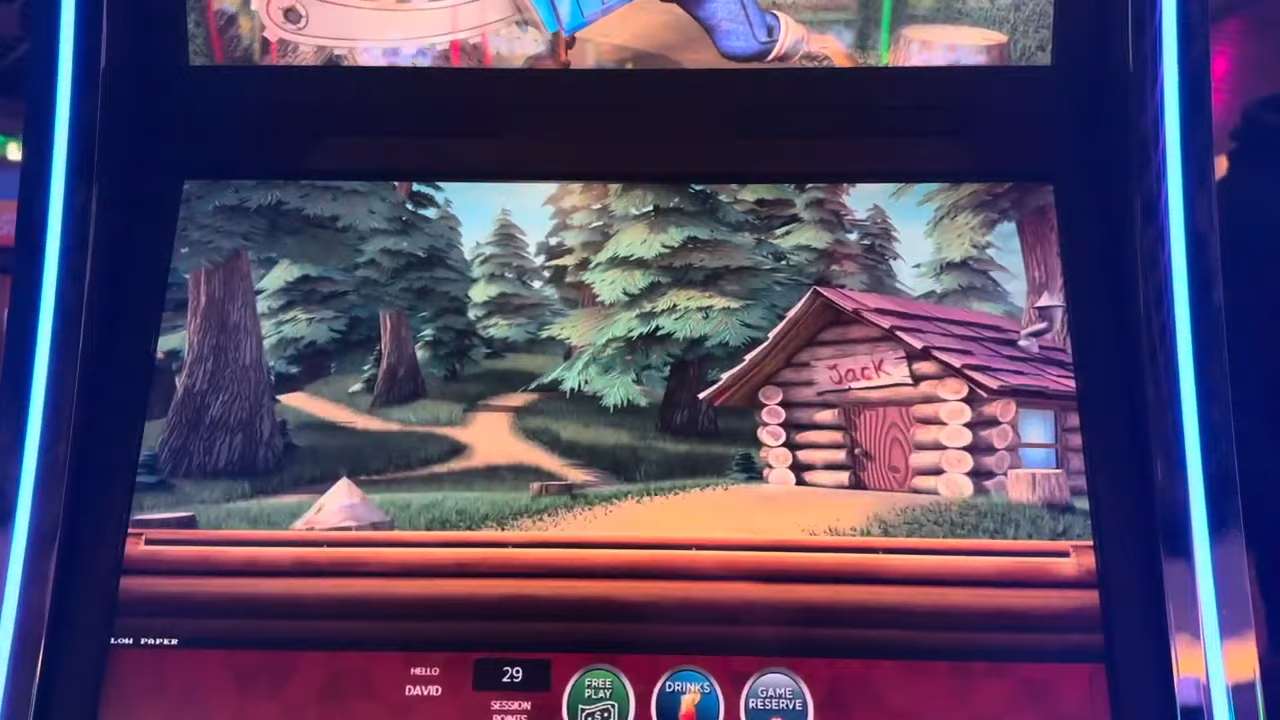 Jack
LOW PAPER
HELLO
DAVID
29
SESSION
POINTS
FREE
PLAY
DRINKS
GAME
RESERVE